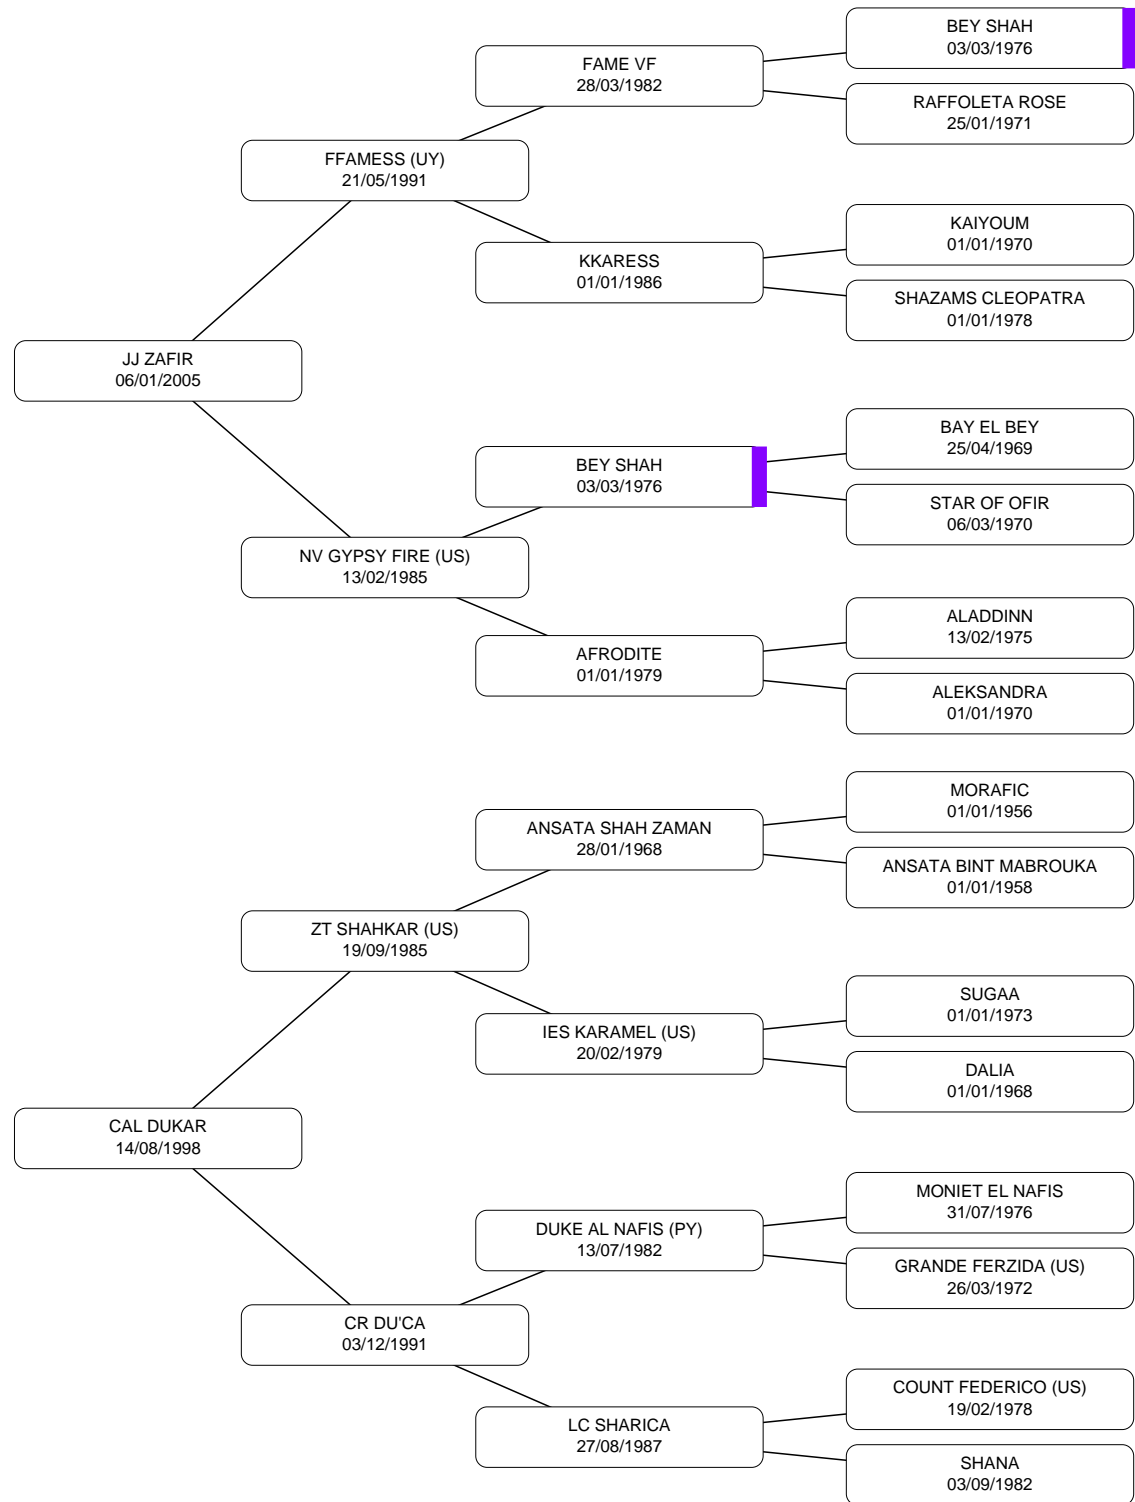 BEY SHAH
03/03/1976
FAME VF
28/03/1982
RAFFOLETA ROSE
25/01/1971
FFAMESS (UY)
21/05/1991
KAIYOUM
01/01/1970
KKARESS
01/01/1986
SHAZAMS CLEOPATRA
01/01/1978
JJ ZAFIR
06/01/2005
BAY EL BEY
25/04/1969
BEY SHAH
03/03/1976
STAR OF OFIR
06/03/1970
NV GYPSY FIRE (US)
13/02/1985
ALADDINN
13/02/1975
AFRODITE
01/01/1979
ALEKSANDRA
01/01/1970
MORAFIC
01/01/1956
ANSATA SHAH ZAMAN
28/01/1968
ANSATA BINT MABROUKA
01/01/1958
ZT SHAHKAR (US)
19/09/1985
SUGAA
01/01/1973
IES KARAMEL (US)
20/02/1979
DALIA
01/01/1968
CAL DUKAR
14/08/1998
MONIET EL NAFIS
31/07/1976
DUKE AL NAFIS (PY)
13/07/1982
GRANDE FERZIDA (US)
26/03/1972
CR DU'CA
03/12/1991
COUNT FEDERICO (US)
19/02/1978
LC SHARICA
27/08/1987
SHANA
03/09/1982